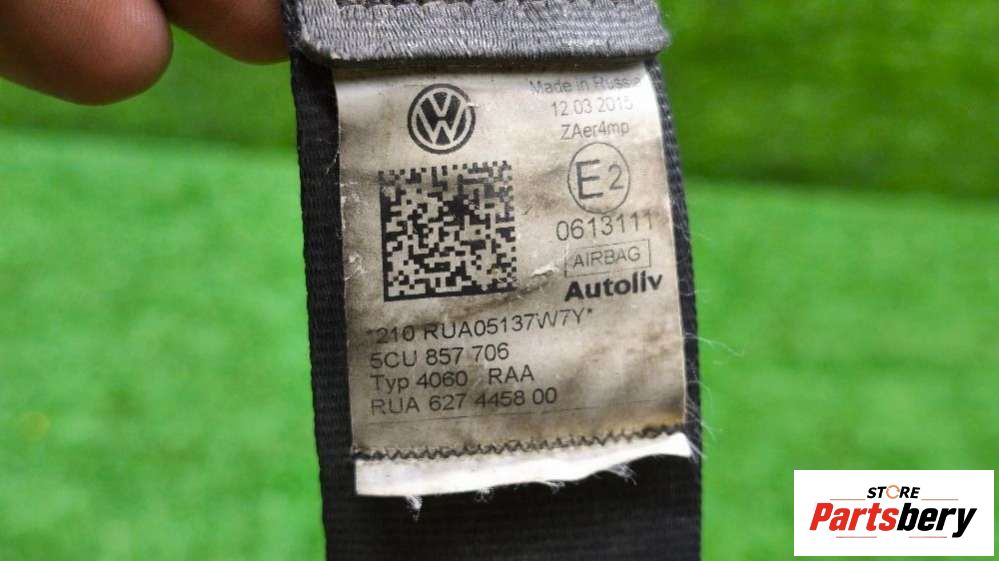 Made in Russia
12.03.2015
ZAer4mp
E2
0613111
AIRBAG
Autoliv
*210 RUA05137W7Y*
5CU 857 706
Typ 4060 RAA
RUA 627 4458 00
STORE
Partsbery